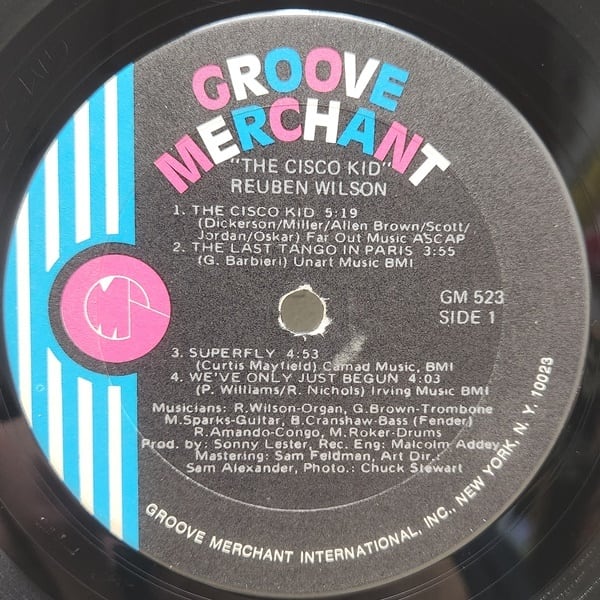 GROOVE
MERCHANT
"THE CISCO KID"
REUBEN WILSON
1. THE CISCO KID 5:19
(Dickerson/Miller/Allen Brown/Scott/
Jordan/Oskar) Far Out Music ASCAP
2. THE LAST TANGO IN PARIS 3:55
(G. Barbieri) Unart Music BMI
GM 523
SIDE 1
3. SUPERFLY 4:53
(Curtis Mayfield) Camad Music, BMI
4. WE'VE ONLY JUST BEGUN 4:03
(P. Williams/R. Nichols) Irving Music BMI
Musicians: R.Wilson-Organ, G.Brown-Trombone
M.Sparks-Guitar, B.Cranshaw-Bass (Fender)
R.Amando-Congo, M.Roker-Drums
Prod. by: Sonny Lester, Rec. Eng: Malcolm Addey
Mastering: Sam Feldman, Art Dir.:
Sam Alexander, Photo.: Chuck Stewart
GROOVE MERCHANT INTERNATIONAL, INC., NEW YORK, N. Y. 10023